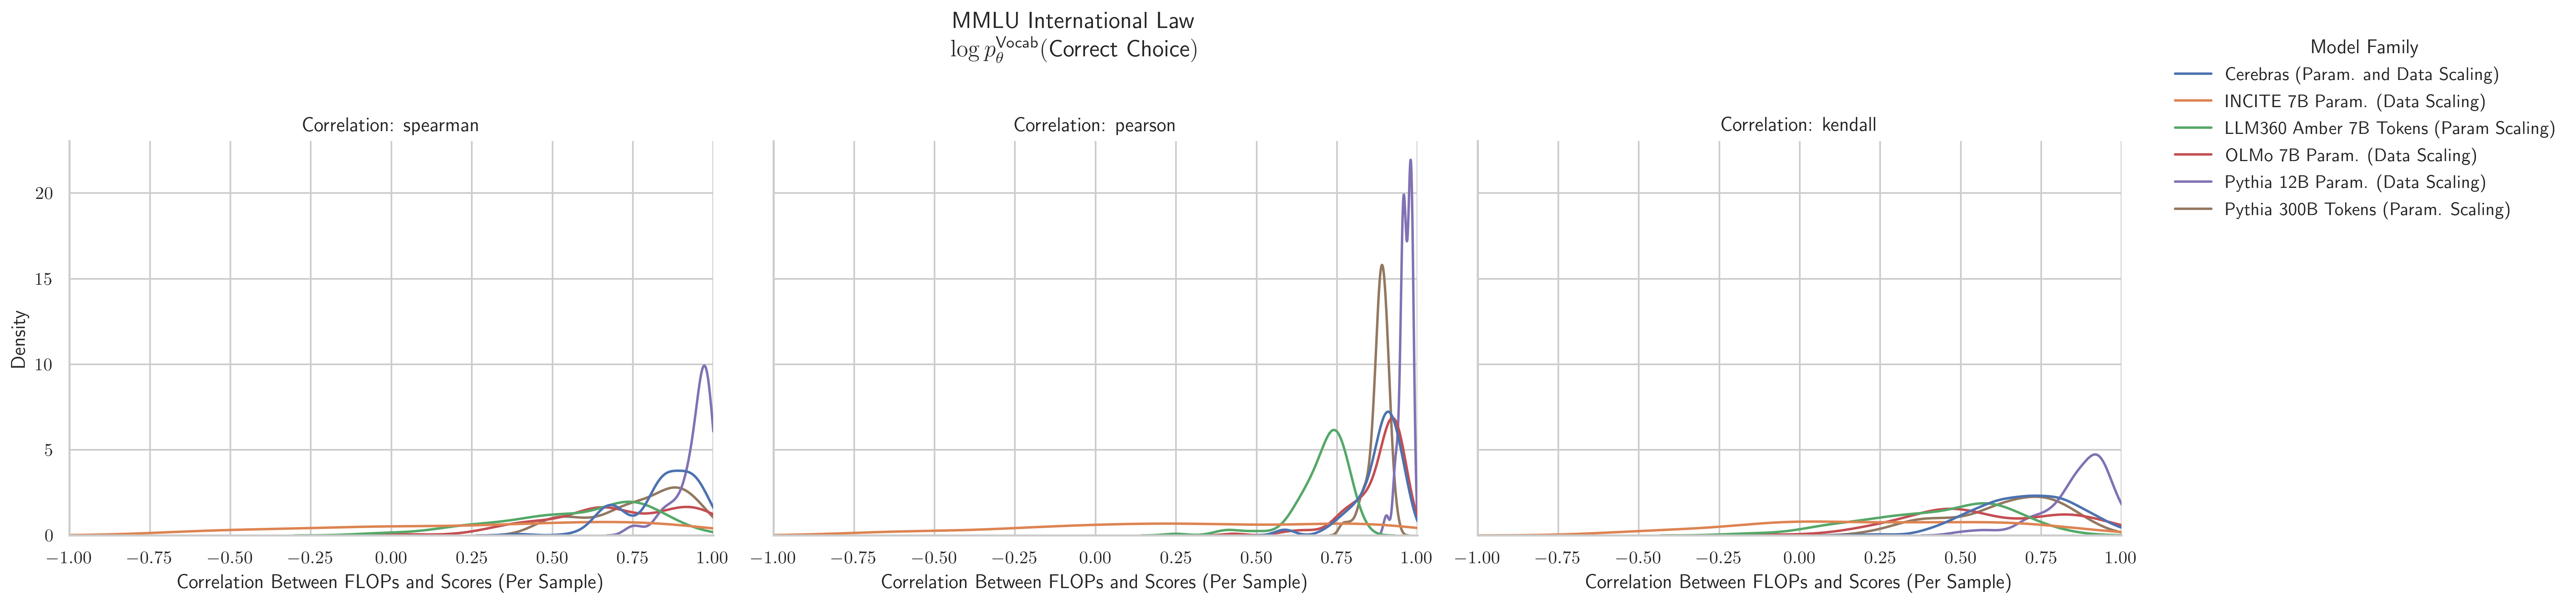 MMLU International Law
log p_θ^Vocab(Correct Choice)
Model Family
Cerebras (Param. and Data Scaling)
INCITE 7B Param. (Data Scaling)
LLM360 Amber 7B Tokens (Param Scaling)
OLMo 7B Param. (Data Scaling)
Pythia 12B Param. (Data Scaling)
Pythia 300B Tokens (Param. Scaling)
Correlation: spearman
Density
20
15
10
5
0
−1.00 −0.75 −0.50 −0.25 0.00 0.25 0.50 0.75 1.00
Correlation Between FLOPs and Scores (Per Sample)
Correlation: pearson
−1.00 −0.75 −0.50 −0.25 0.00 0.25 0.50 0.75 1.00
Correlation Between FLOPs and Scores (Per Sample)
Correlation: kendall
−1.00 −0.75 −0.50 −0.25 0.00 0.25 0.50 0.75 1.00
Correlation Between FLOPs and Scores (Per Sample)